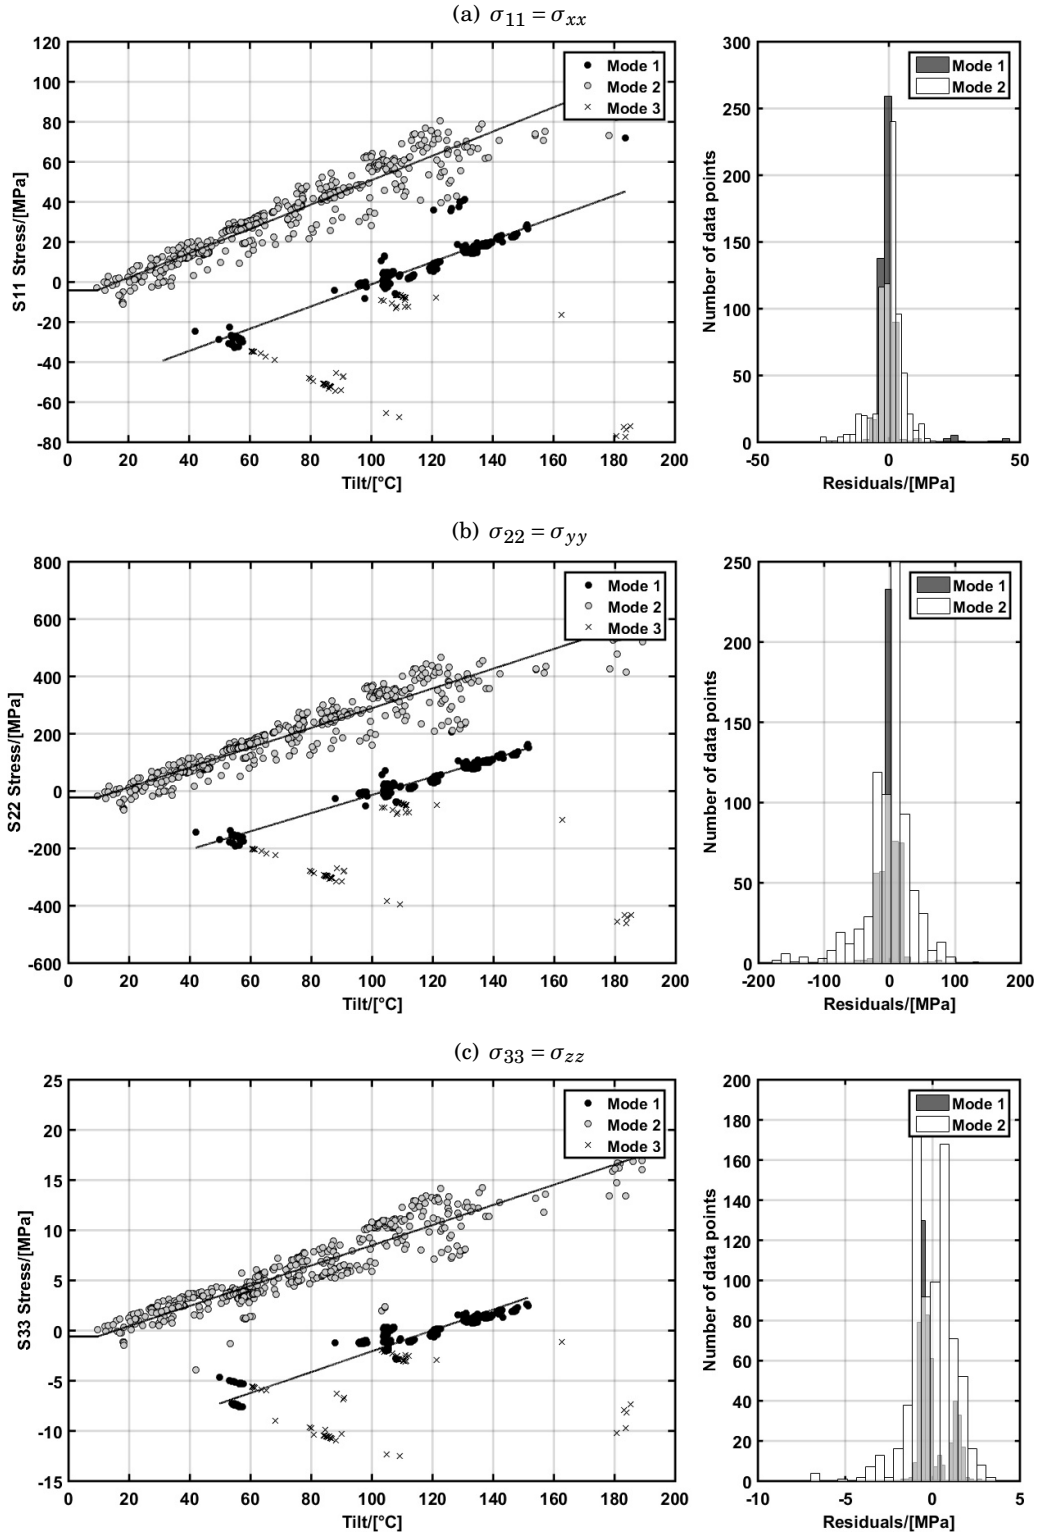 (a) σ11 = σxx
120
100
80
60
40
20
0
-20
-40
-60
-80
S11 Stress/[MPa]
Mode 1
Mode 2
Mode 3
0 20 40 60 80 100 120 140 160 180 200
Tilt/[°C]
300
250
200
150
100
50
0
Number of data points
Mode 1
Mode 2
-50 0 50
Residuals/[MPa]
(b) σ22 = σyy
800
600
400
200
0
-200
-400
-600
S22 Stress/[MPa]
Mode 1
Mode 2
Mode 3
0 20 40 60 80 100 120 140 160 180 200
Tilt/[°C]
250
200
150
100
50
0
Number of data points
Mode 1
Mode 2
-200 -100 0 100 200
Residuals/[MPa]
(c) σ33 = σzz
25
20
15
10
5
0
-5
-10
-15
S33 Stress/[MPa]
Mode 1
Mode 2
Mode 3
0 20 40 60 80 100 120 140 160 180 200
Tilt/[°C]
200
180
160
140
120
100
80
60
40
20
0
Number of data points
Mode 1
Mode 2
-10 -5 0 5
Residuals/[MPa]